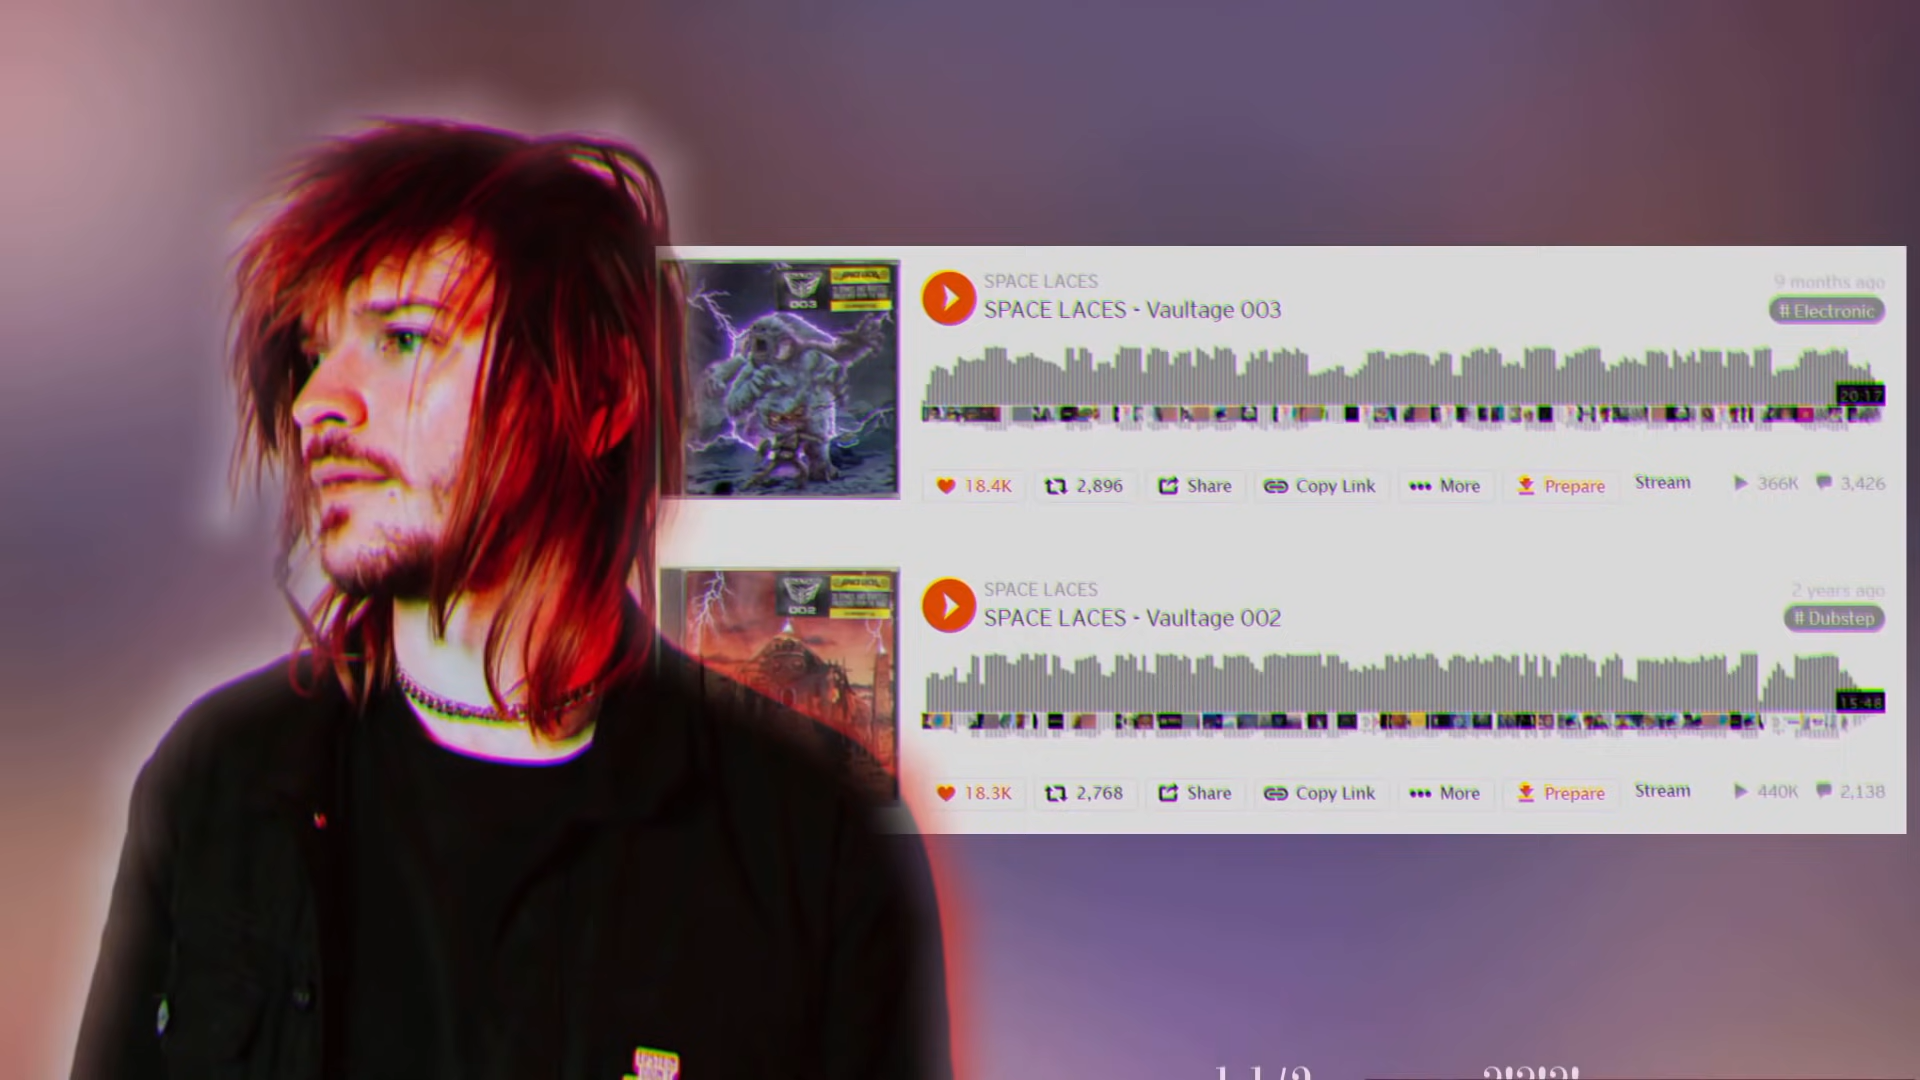 003
SPACE LACES
9 months ago
SPACE LACES - Vaultage 003
# Electronic
20:17
18.4K
2,896
Share
Copy Link
More
Prepare
Stream
366K
3,426
002
SPACE LACES
2 years ago
SPACE LACES - Vaultage 002
# Dubstep
15:48
18.3K
2,768
Share
Copy Link
More
Prepare
Stream
440K
2,138